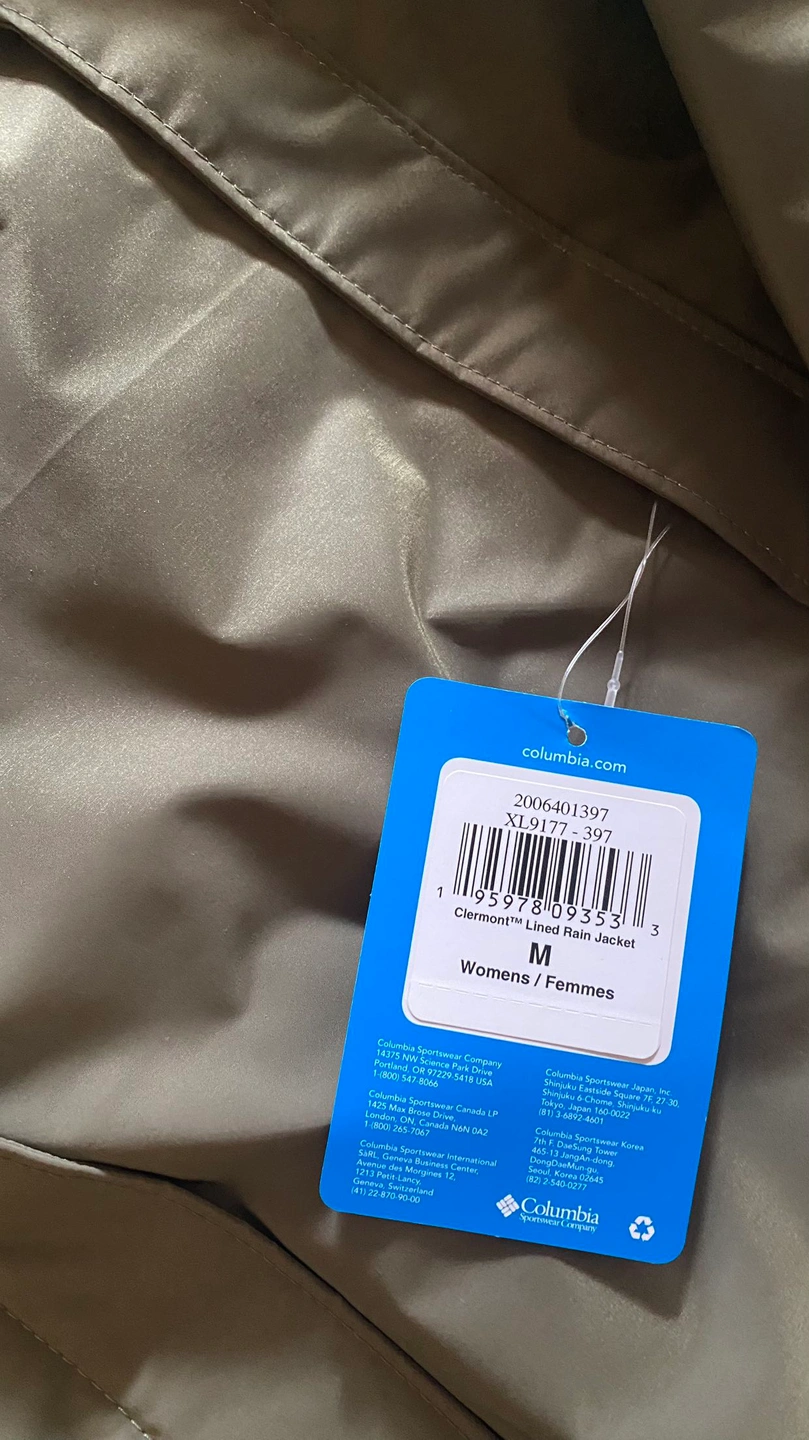 columbia.com
2006401397
XL9177 - 397
1 95978 09353 3
Clermont™ Lined Rain Jacket
M
Womens / Femmes
Columbia Sportswear Company
14375 NW Science Park Drive
Portland, OR 97229-5418 USA
1-(800) 547-8066
Columbia Sportswear Canada LP
1425 Max Brose Drive,
London, ON, Canada N6N 0A2
1-(800) 265-7067
Columbia Sportswear International
SàRL, Geneva Business Center,
Avenue des Morgines 12,
1213 Petit-Lancy,
Geneva, Switzerland
(41) 22-870-90-00
Columbia Sportswear Japan, Inc.
Shinjuku Eastside Square 7F, 27-30,
Shinjuku 6-Chome, Shinjuku-ku
Tokyo, Japan 160-0022
(81) 3-6892-4601
Columbia Sportswear Korea
7th F. DaeSung Tower
465-13 JangAn-dong,
DongDaeMun-gu,
Seoul, Korea 02645
(82) 2-540-0277
Columbia
Sportswear Company